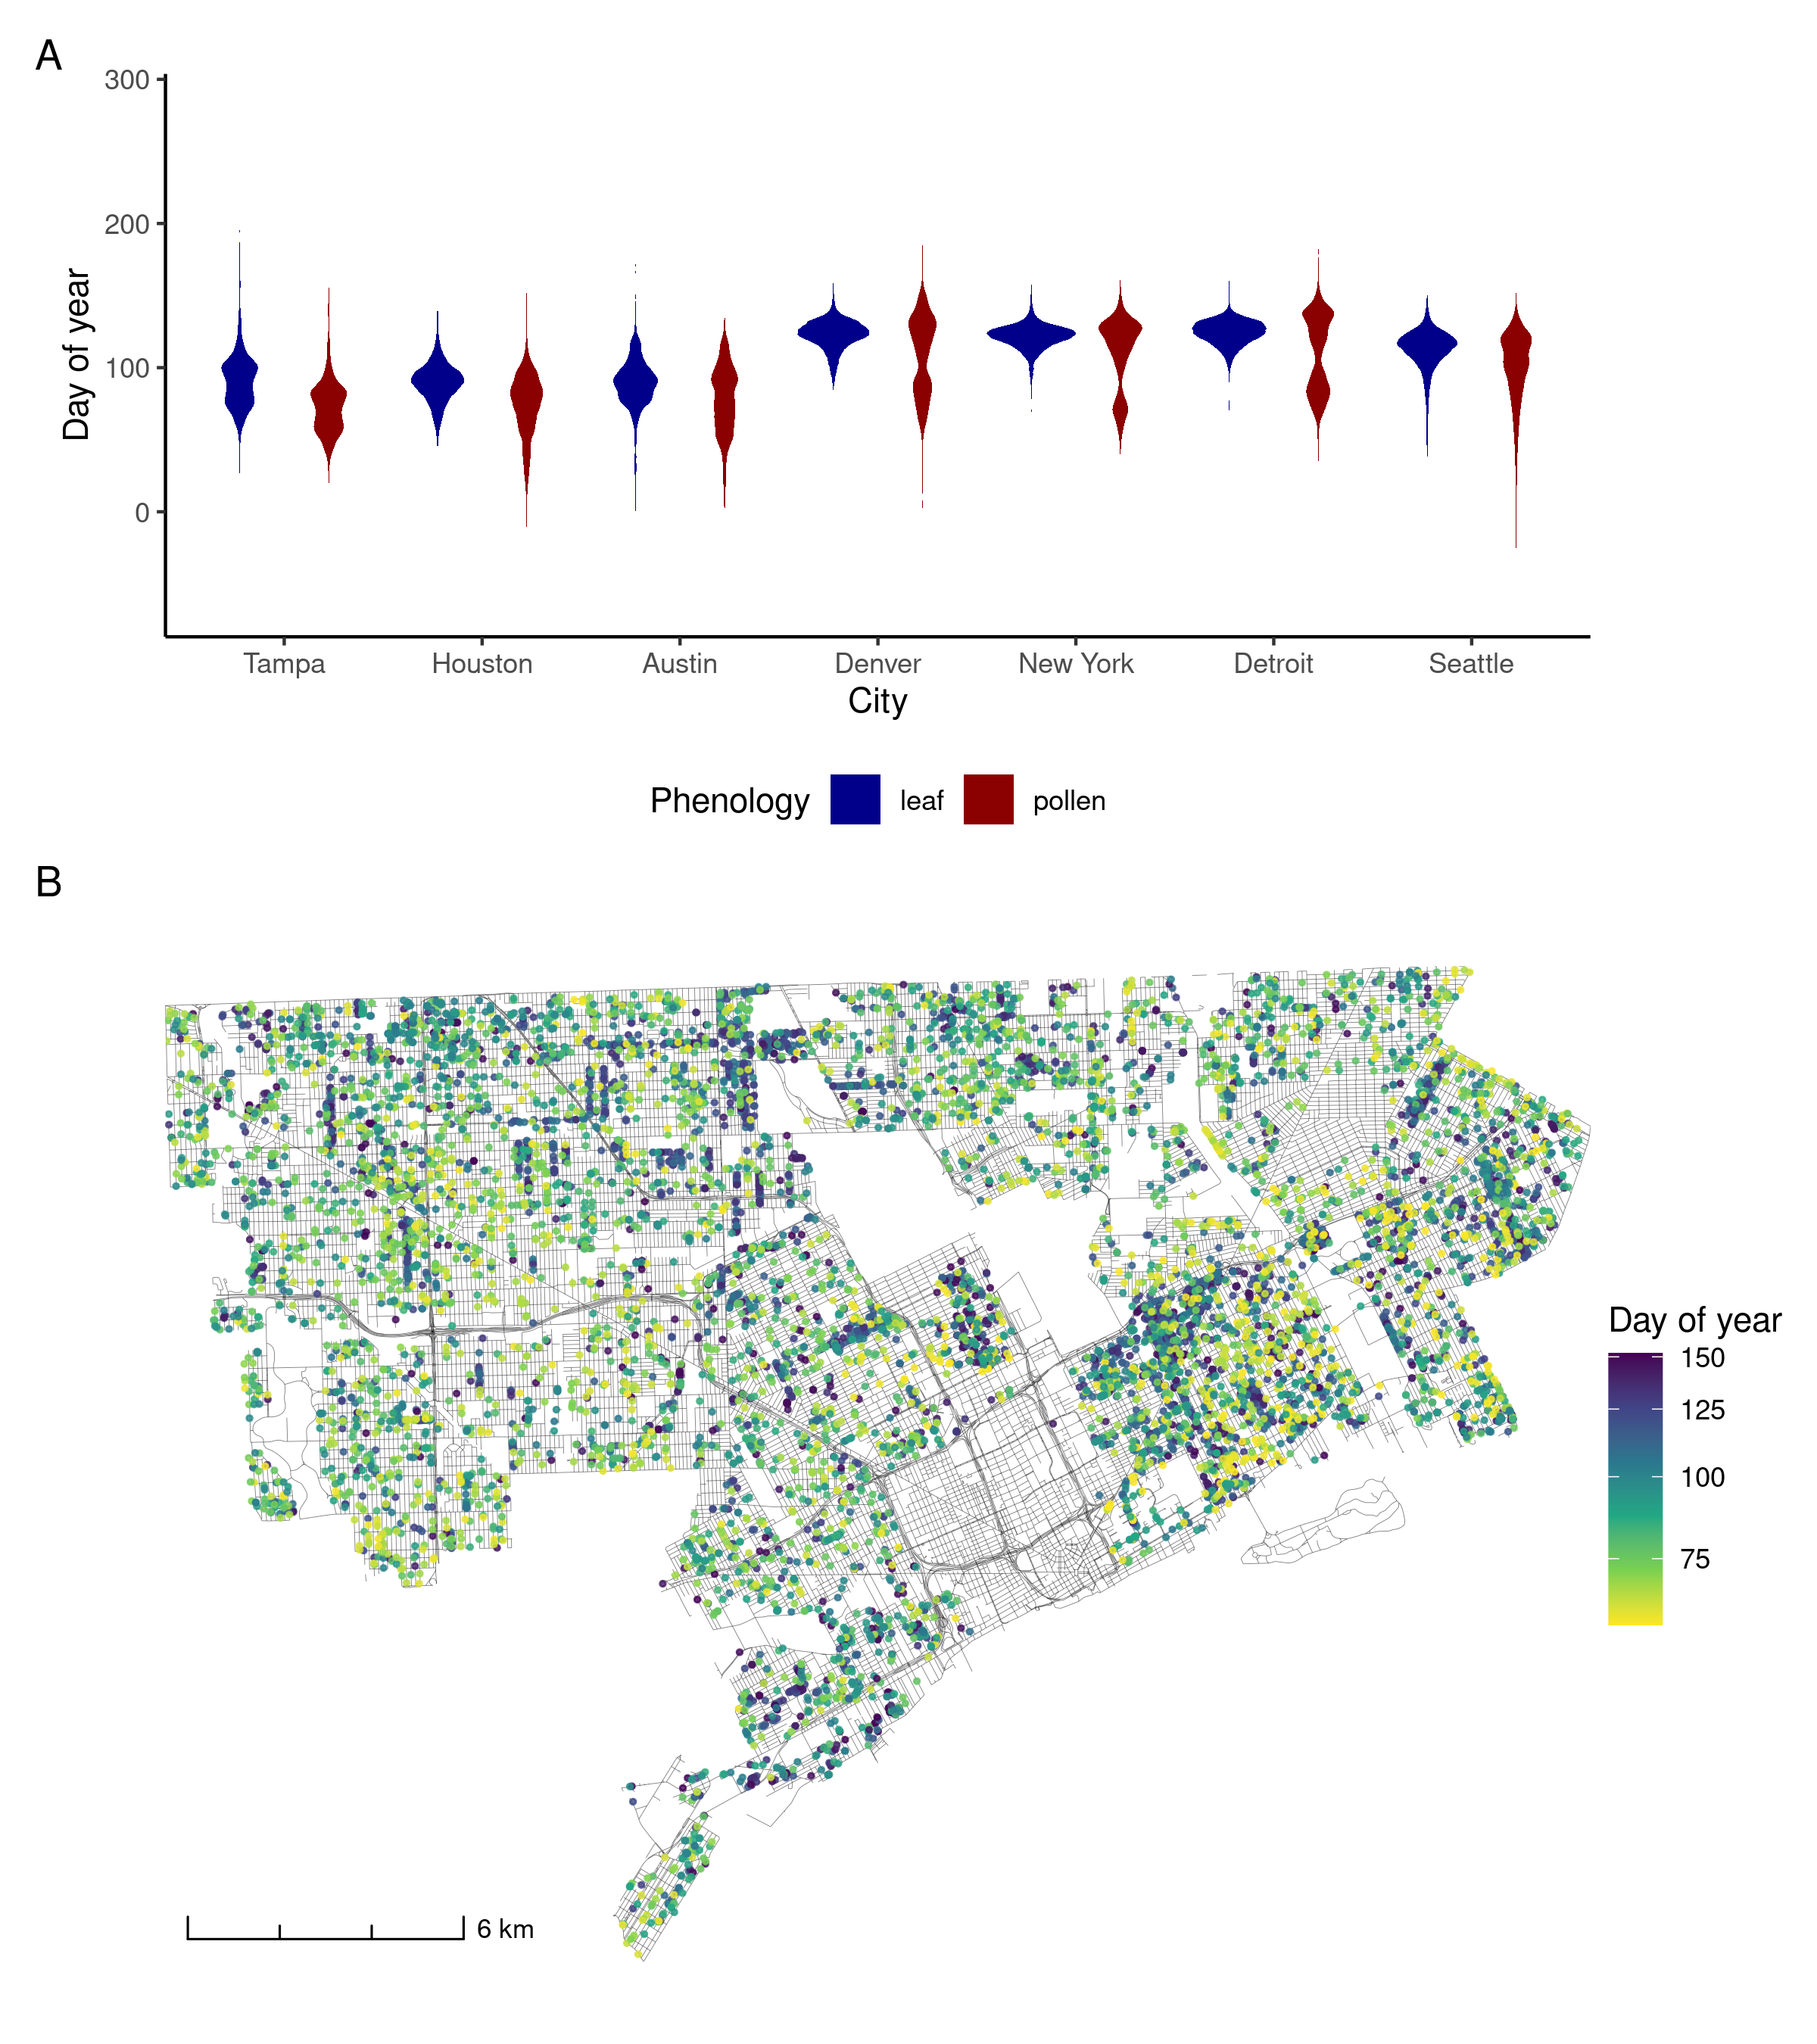 A
300
200
100
0
Day of year
Tampa Houston Austin Denver New York Detroit Seattle
City
Phenology leaf pollen
B
Day of year
150
125
100
75
6 km